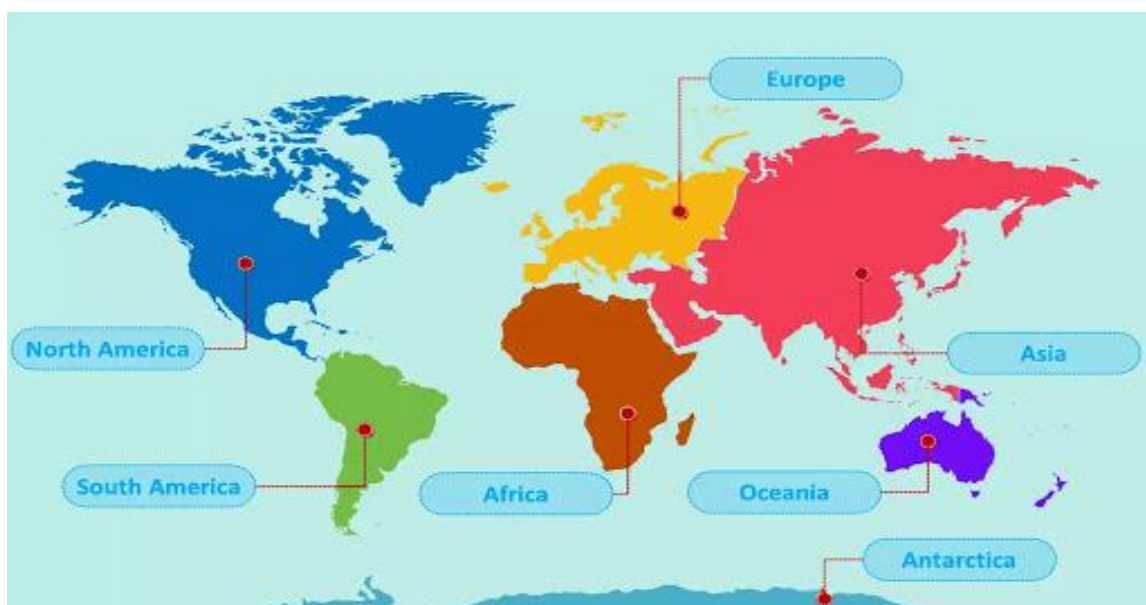 Europe
North America
Asia
South America
Africa
Oceania
Antarctica